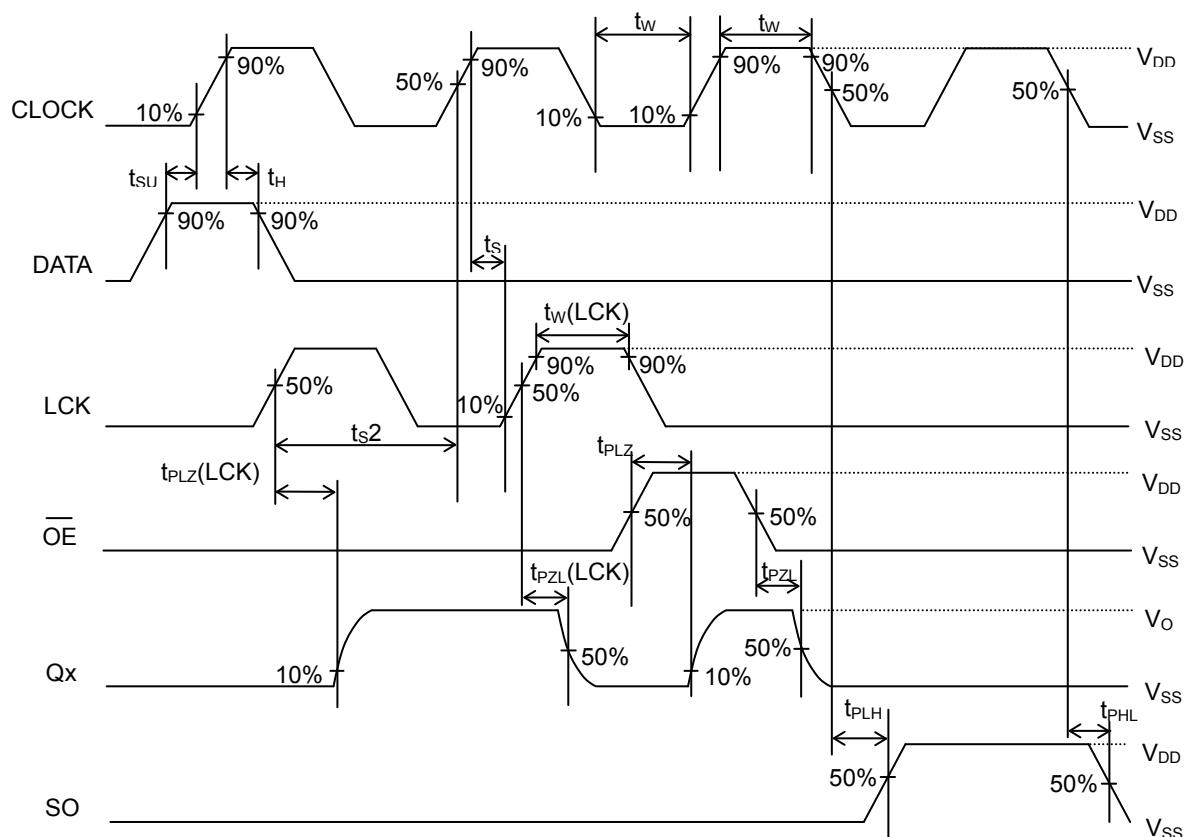 tW tW
90% 50% 90% 90% 90% 50% 50% VDD
CLOCK 10% 10% 10% VSS
tSU tH
90% 90% VDD
tS
DATA VSS
tW(LCK)
50% 90% 90% VDD
50%
LCK 10% VSS
tS2
tPLZ(LCK) tPLZ VDD
50% 50%
OE VSS
tPZL(LCK) tPZL
VO
50% 50%
Qx 10% 10% VSS
tPLH tPHL
VDD
50% 50%
SO VSS